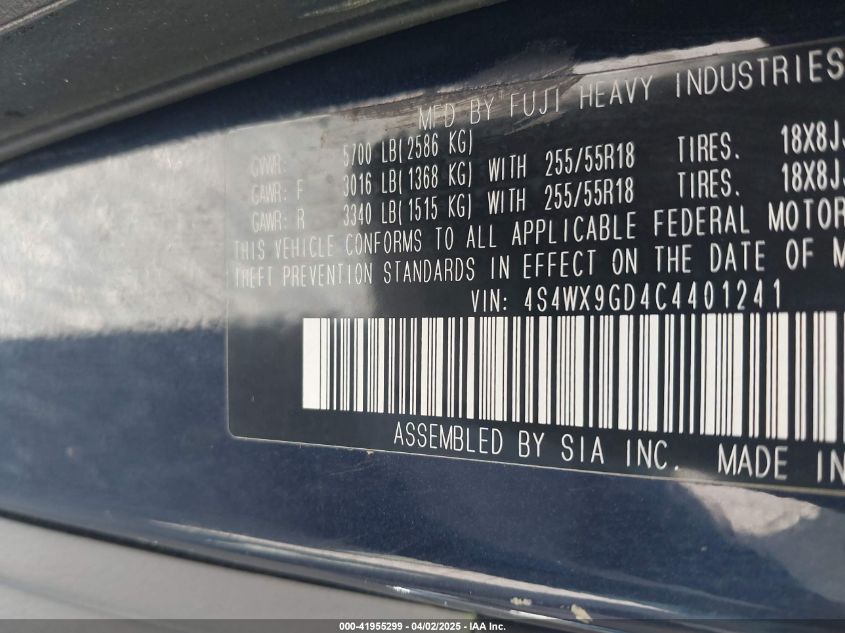 MFD BY FUJI HEAVY INDUSTRIES
GVWR: 5700 LB(2586 KG)
GAWR: F 3016 LB(1368 KG) WITH 255/55R18 TIRES. 18X8JJ
GAWR: R 3340 LB(1515 KG) WITH 255/55R18 TIRES. 18X8JJ
THIS VEHICLE CONFORMS TO ALL APPLICABLE FEDERAL MOTOR
THEFT PREVENTION STANDARDS IN EFFECT ON THE DATE OF M
VIN: 4S4WX9GD4C4401241
ASSEMBLED BY SIA INC. MADE IN
000-41955299 - 04/02/2025 - IAA Inc.